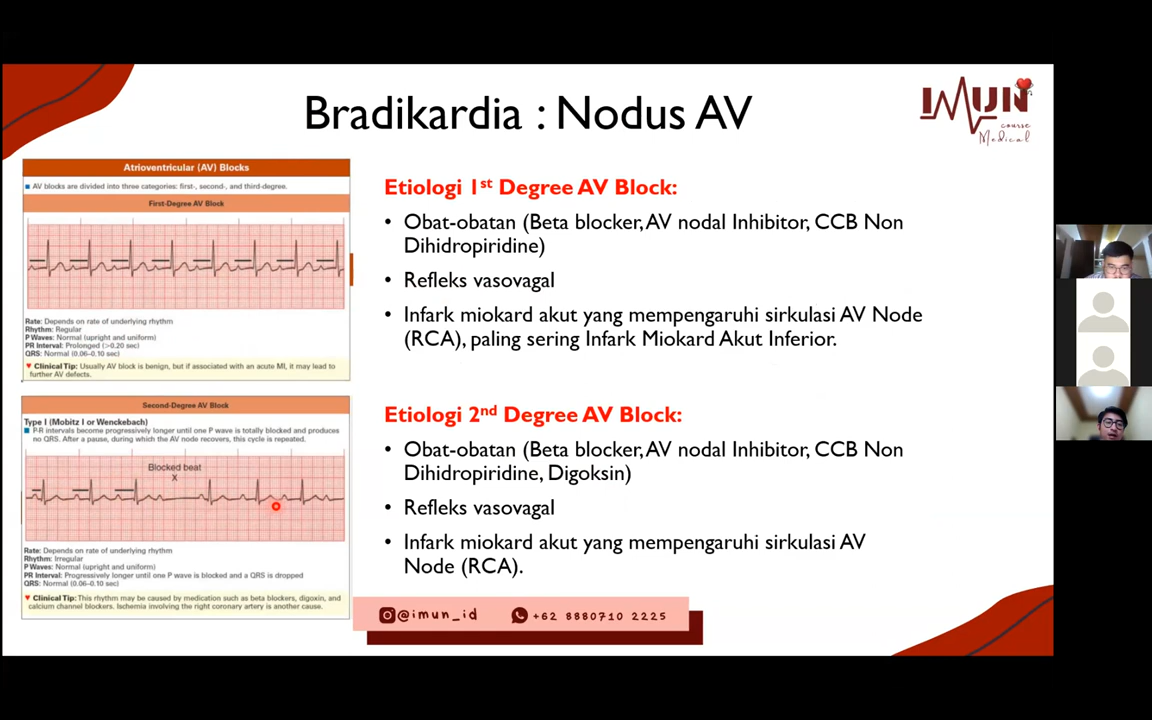 Bradikardia : Nodus AV
IMUN
course
Medical
Atrioventricular (AV) Blocks
■ AV blocks are divided into three categories: first-, second-, and third-degree.
First-Degree AV Block
Rate: Depends on rate of underlying rhythm
Rhythm: Regular
P Waves: Normal (upright and uniform)
PR Interval: Prolonged (>0.20 sec)
QRS: Normal (0.06–0.10 sec)
♥ Clinical Tip: Usually AV block is benign, but if associated with an acute MI, it may lead to
further AV defects.
Second-Degree AV Block
Type I (Mobitz I or Wenckebach)
■ P-R intervals become progressively longer until one P wave is totally blocked and produces
no QRS. After a pause, during which the AV node recovers, this cycle is repeated.
Blocked beat
X
Rate: Depends on rate of underlying rhythm
Rhythm: Irregular
P Waves: Normal (upright and uniform)
PR Interval: Progressively longer until one P wave is blocked and a QRS is dropped
QRS: Normal (0.06–0.10 sec)
♥ Clinical Tip: This rhythm may be caused by medication such as beta blockers, digoxin, and
calcium channel blockers. Ischemia involving the right coronary artery is another cause.
Etiologi 1st Degree AV Block:
• Obat-obatan (Beta blocker, AV nodal Inhibitor, CCB Non
Dihidropiridine)
• Refleks vasovagal
• Infark miokard akut yang mempengaruhi sirkulasi AV Node
(RCA), paling sering Infark Miokard Akut Inferior.
Etiologi 2nd Degree AV Block:
• Obat-obatan (Beta blocker, AV nodal Inhibitor, CCB Non
Dihidropiridine, Digoksin)
• Refleks vasovagal
• Infark miokard akut yang mempengaruhi sirkulasi AV
Node (RCA).
@imun_id +62 8880710 2225